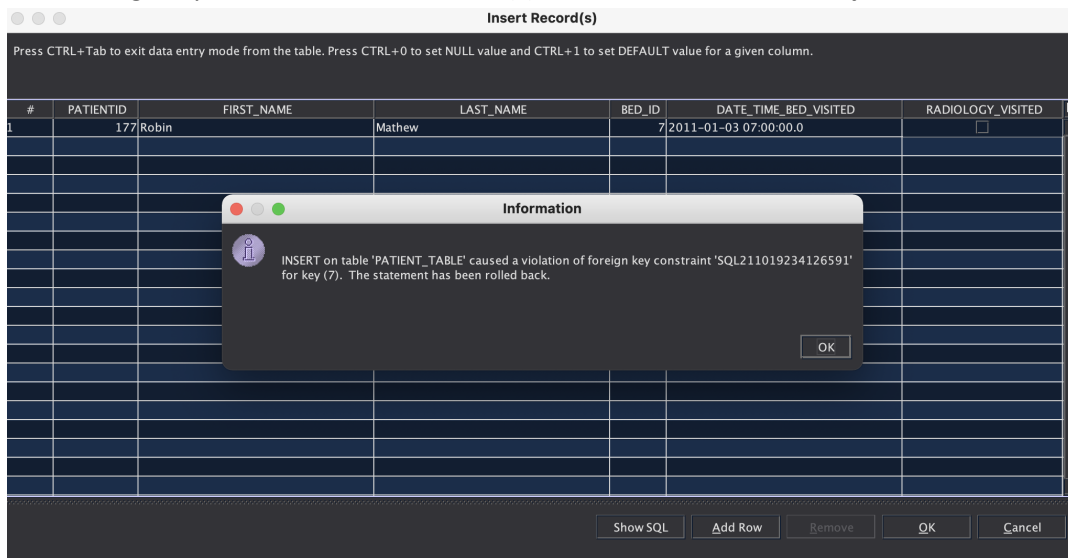 Insert Record(s)
Press CTRL+Tab to exit data entry mode from the table. Press CTRL+0 to set NULL value and CTRL+1 to set DEFAULT value for a given column.
# PATIENTID FIRST_NAME LAST_NAME BED_ID DATE_TIME_BED_VISITED RADIOLOGY_VISITED
1 177 Robin Mathew 7 2011-01-03 07:00:00.0
Information
INSERT on table 'PATIENT_TABLE' caused a violation of foreign key constraint 'SQL211019234126591'
for key (7). The statement has been rolled back.
OK
Show SQL Add Row Remove OK Cancel